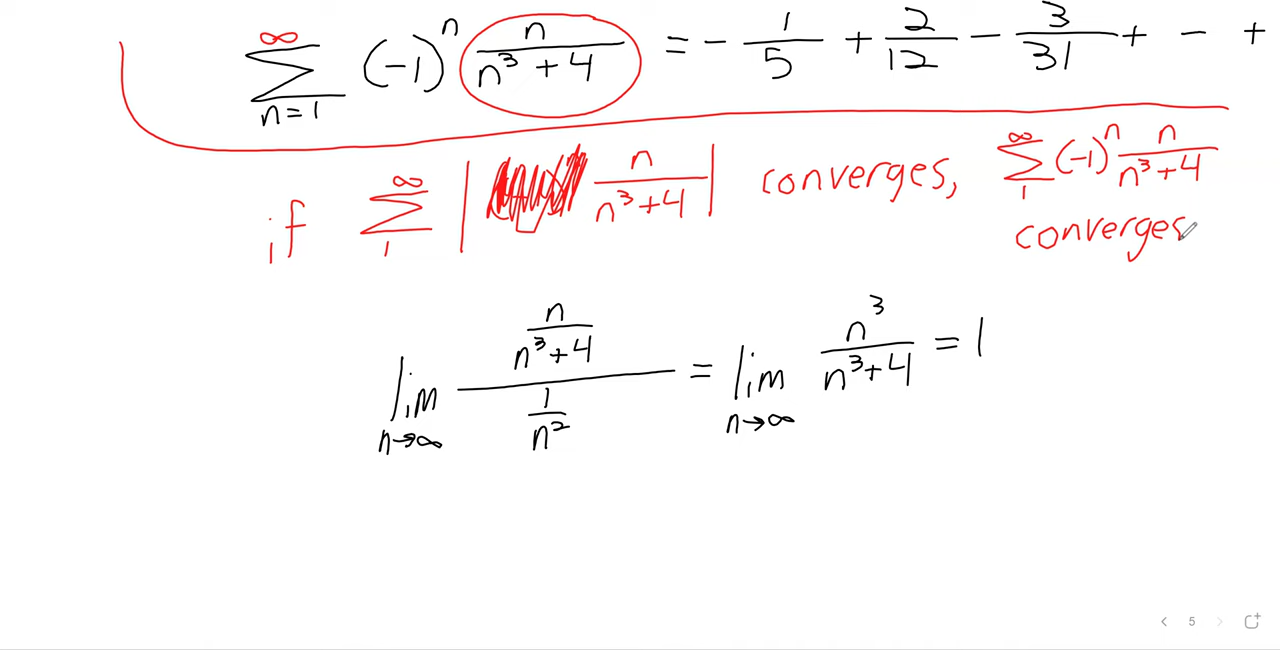 ∞
∑ (-1)^n n/(n³+4) = - 1/5 + 2/12 - 3/31 + - +
n=1
if ∑_1^∞ | n/(n³+4) | converges, ∑_1^∞ (-1)^n n/(n³+4)
converges
lim_{n→∞} (n/(n³+4))/(1/n²) = lim_{n→∞} n³/(n³+4) = 1
< 5 >